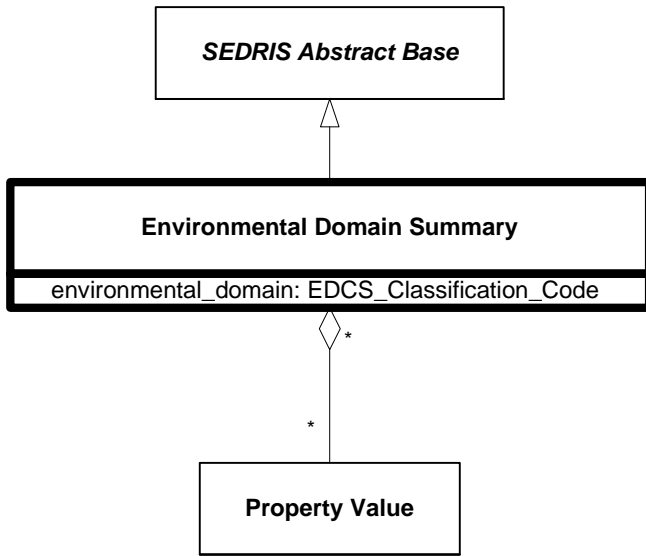 SEDRIS Abstract Base
Environmental Domain Summary
environmental_domain: EDCS_Classification_Code
*
*
Property Value